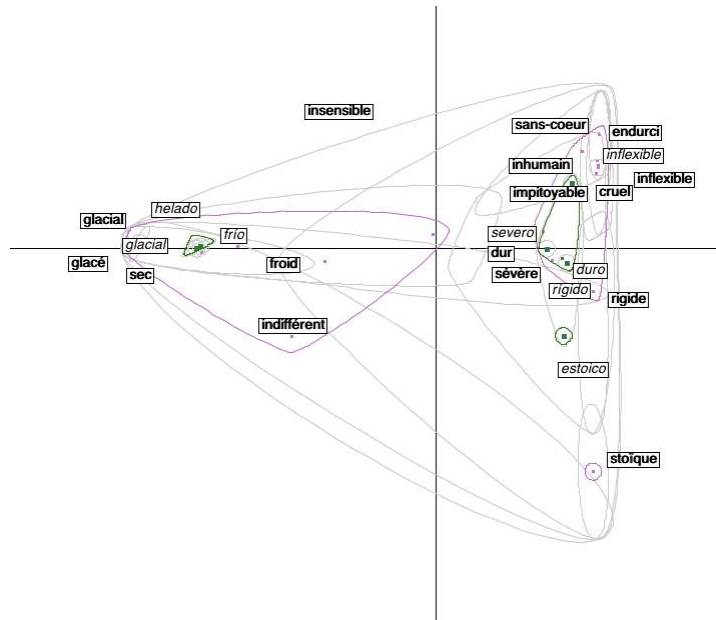 insensible
sans-coeur
endurci
inflexible
inhumain
inflexible
impitoyable
cruel
helado
glacial
severo
frio
glacial
dur
glacé
froid
sec
sévère
duro
rigido
rigide
indifférent
estoico
stoïque